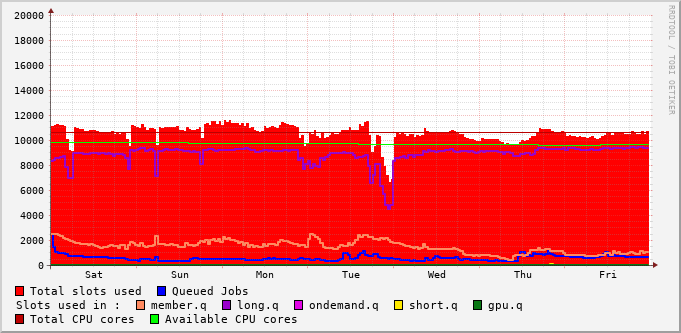 RRDTOOL / TOBI OETIKER
20000
18000
16000
14000
12000
10000
8000
6000
4000
2000
0
Sat Sun Mon Tue Wed Thu Fri
Total slots used Queued Jobs
Slots used in : member.q long.q ondemand.q short.q gpu.q
Total CPU cores Available CPU cores